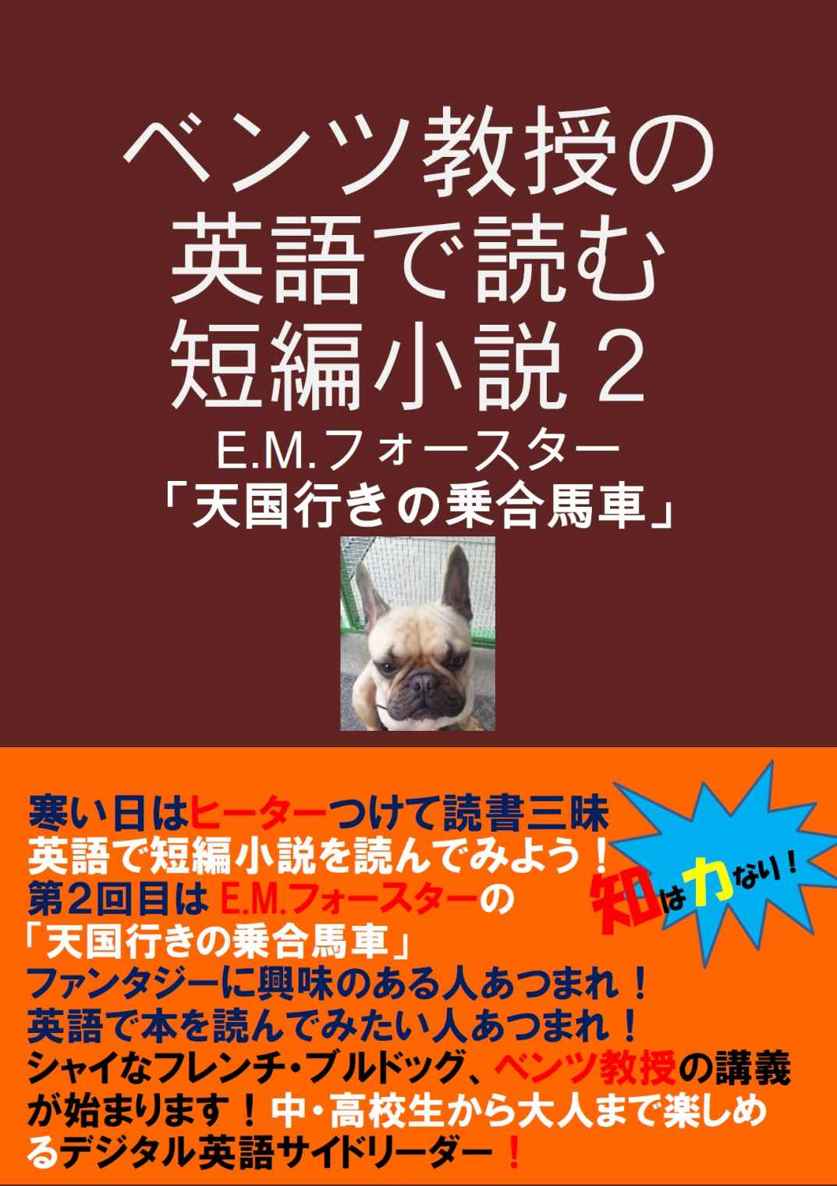 ベンツ教授の
英語で読む
短編小説２
E.M.フォースター
「天国行きの乗合馬車」
寒い日はヒーターつけて読書三昧
英語で短編小説を読んでみよう！
第２回目は E.M.フォースターの
「天国行きの乗合馬車」
知は力なり！
ファンタジーに興味のある人あつまれ！
英語で本を読んでみたい人あつまれ！
シャイなフレンチ・ブルドッグ、ベンツ教授の講義
が始まります！中・高校生から大人まで楽しめ
るデジタル英語サイドリーダー！